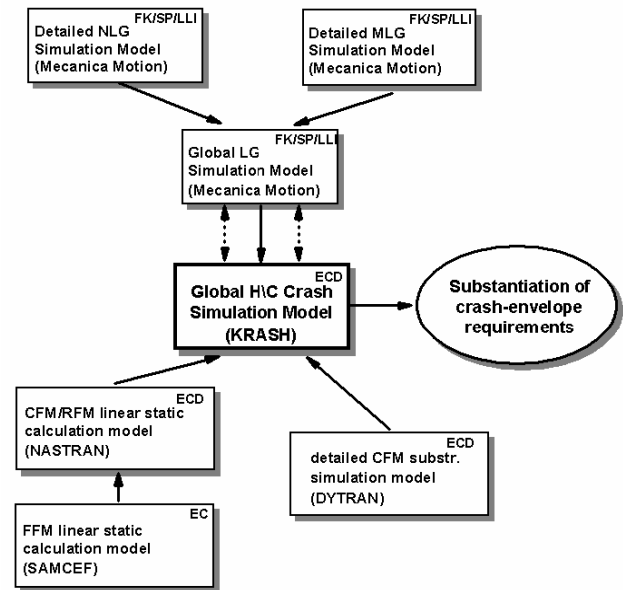 FK/SP/LLI
Detailed NLG
Simulation Model
(Mecanica Motion)
FK/SP/LLI
Detailed MLG
Simulation Model
(Mecanica Motion)
FK/SP/LLI
Global LG
Simulation Model
(Mecanica Motion)
ECD
Global H\C Crash
Simulation Model
(KRASH)
Substantiation of
crash-envelope
requirements
ECD
CFM/RFM linear static
calculation model
(NASTRAN)
ECD
detailed CFM substr.
simulation model
(DYTRAN)
EC
FFM linear static
calculation model
(SAMCEF)